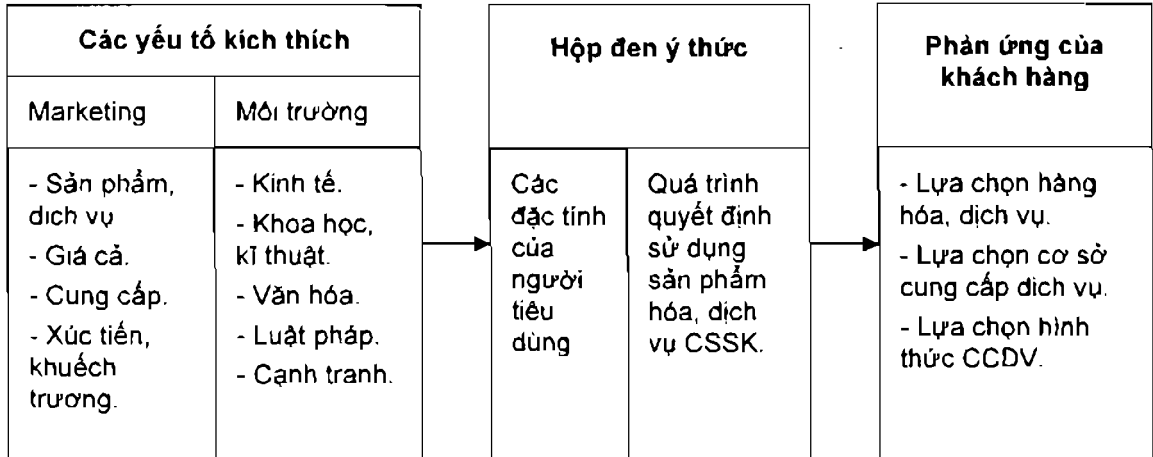 Các yếu tố kích thích
Marketing
Môi trường
- Sản phẩm,
dịch vụ
- Giá cả.
- Cung cấp.
- Xúc tiến,
khuếch
trương.
- Kinh tế.
- Khoa học,
kĩ thuật.
- Văn hóa.
- Luật pháp.
- Cạnh tranh.
Hộp đen ý thức
Các
đặc tính
của
người
tiêu
dùng
Quá trình
quyết định
sử dụng
sản phẩm
hóa, dịch
vụ CSSK.
Phản ứng của
khách hàng
- Lựa chọn hàng
hóa, dịch vụ.
- Lựa chọn cơ sở
cung cấp dich vụ.
- Lựa chọn hình
thức CCDV.